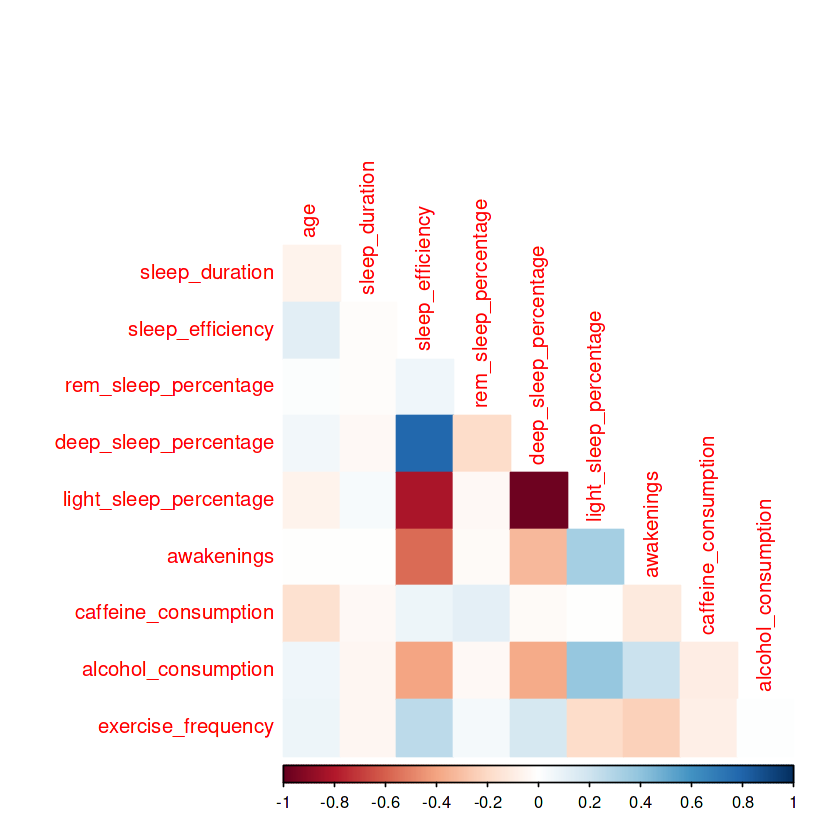 age
sleep_duration
sleep_efficiency
rem_sleep_percentage
deep_sleep_percentage
light_sleep_percentage
awakenings
caffeine_consumption
alcohol_consumption
sleep_duration
sleep_efficiency
rem_sleep_percentage
deep_sleep_percentage
light_sleep_percentage
awakenings
caffeine_consumption
alcohol_consumption
exercise_frequency
-1 -0.8 -0.6 -0.4 -0.2 0 0.2 0.4 0.6 0.8 1